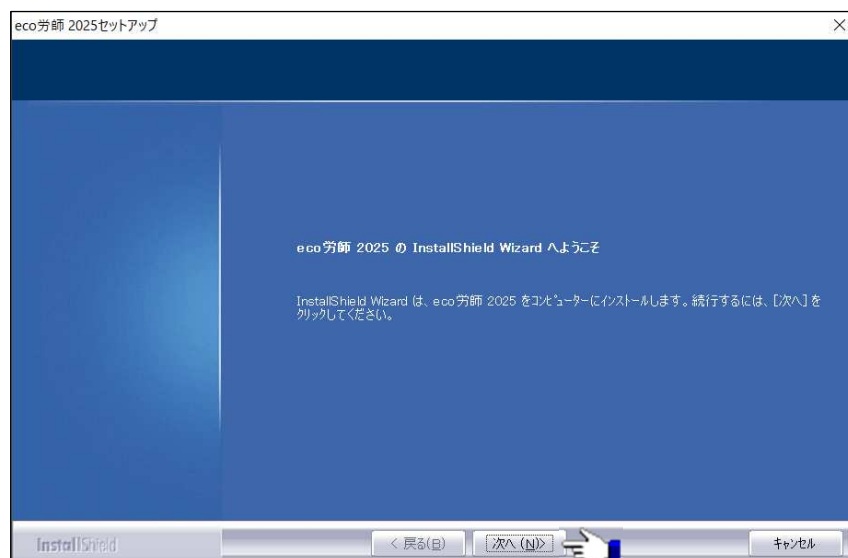 eco労師 2025セットアップ
eco労師 2025 の InstallShield Wizard へようこそ
InstallShield Wizard は、eco労師 2025 をコンピューターにインストールします。続行するには、[次へ] を
クリックしてください。
InstallShield
< 戻る(B)
次へ (N)>
キャンセル